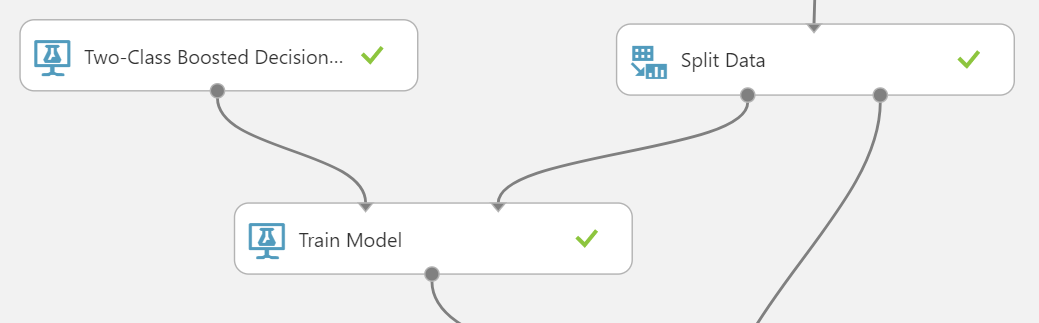 Two-Class Boosted Decision...
Split Data
Train Model